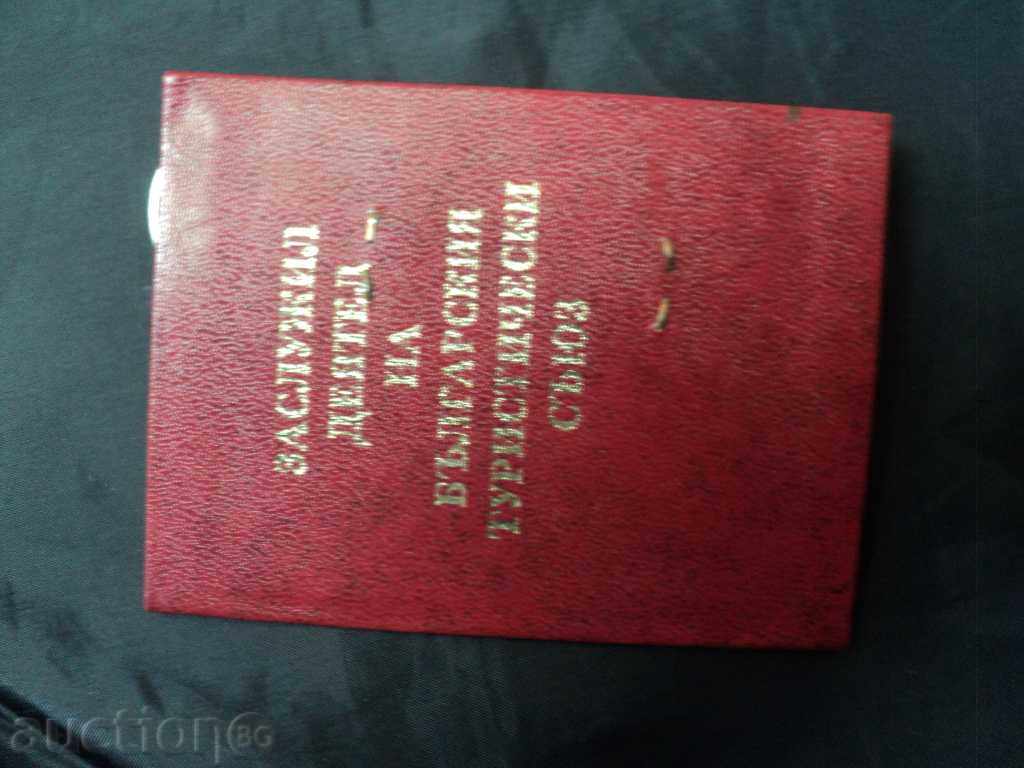 ЗАСЛУЖИЛ
ДЕЯТЕЛ
НА
БЪЛГАРСКИЯ
ТУРИСТИЧЕСКИ
СЪЮЗ
auction BG